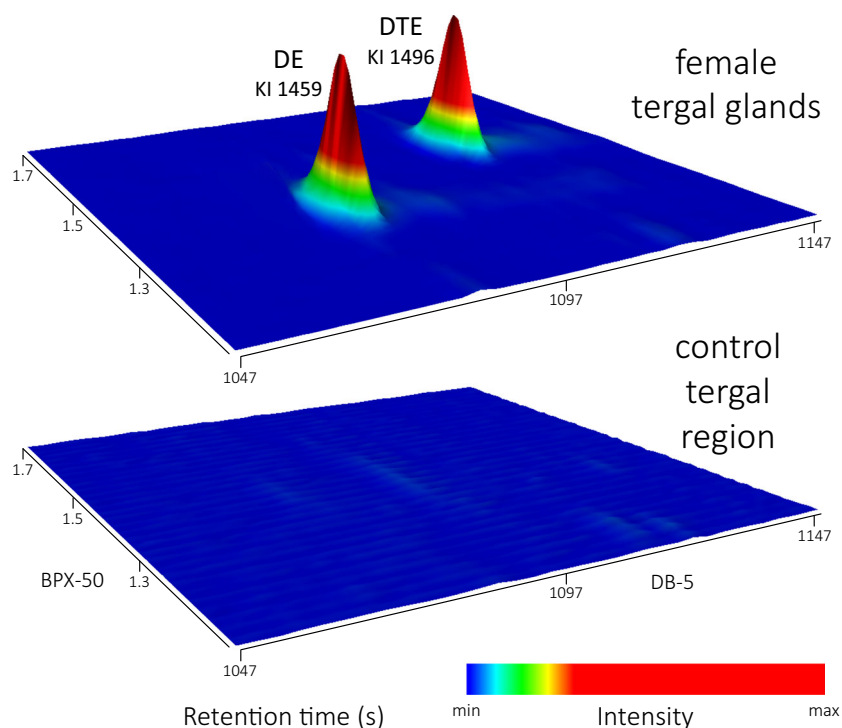 DE
KI 1459
DTE
KI 1496
female
tergal glands
1.7
1.5
1.3
1047
1097
1147
control
tergal
region
1.7
1.5
1.3
BPX-50
1047
1097
DB-5
1147
Retention time (s)
min
Intensity
max